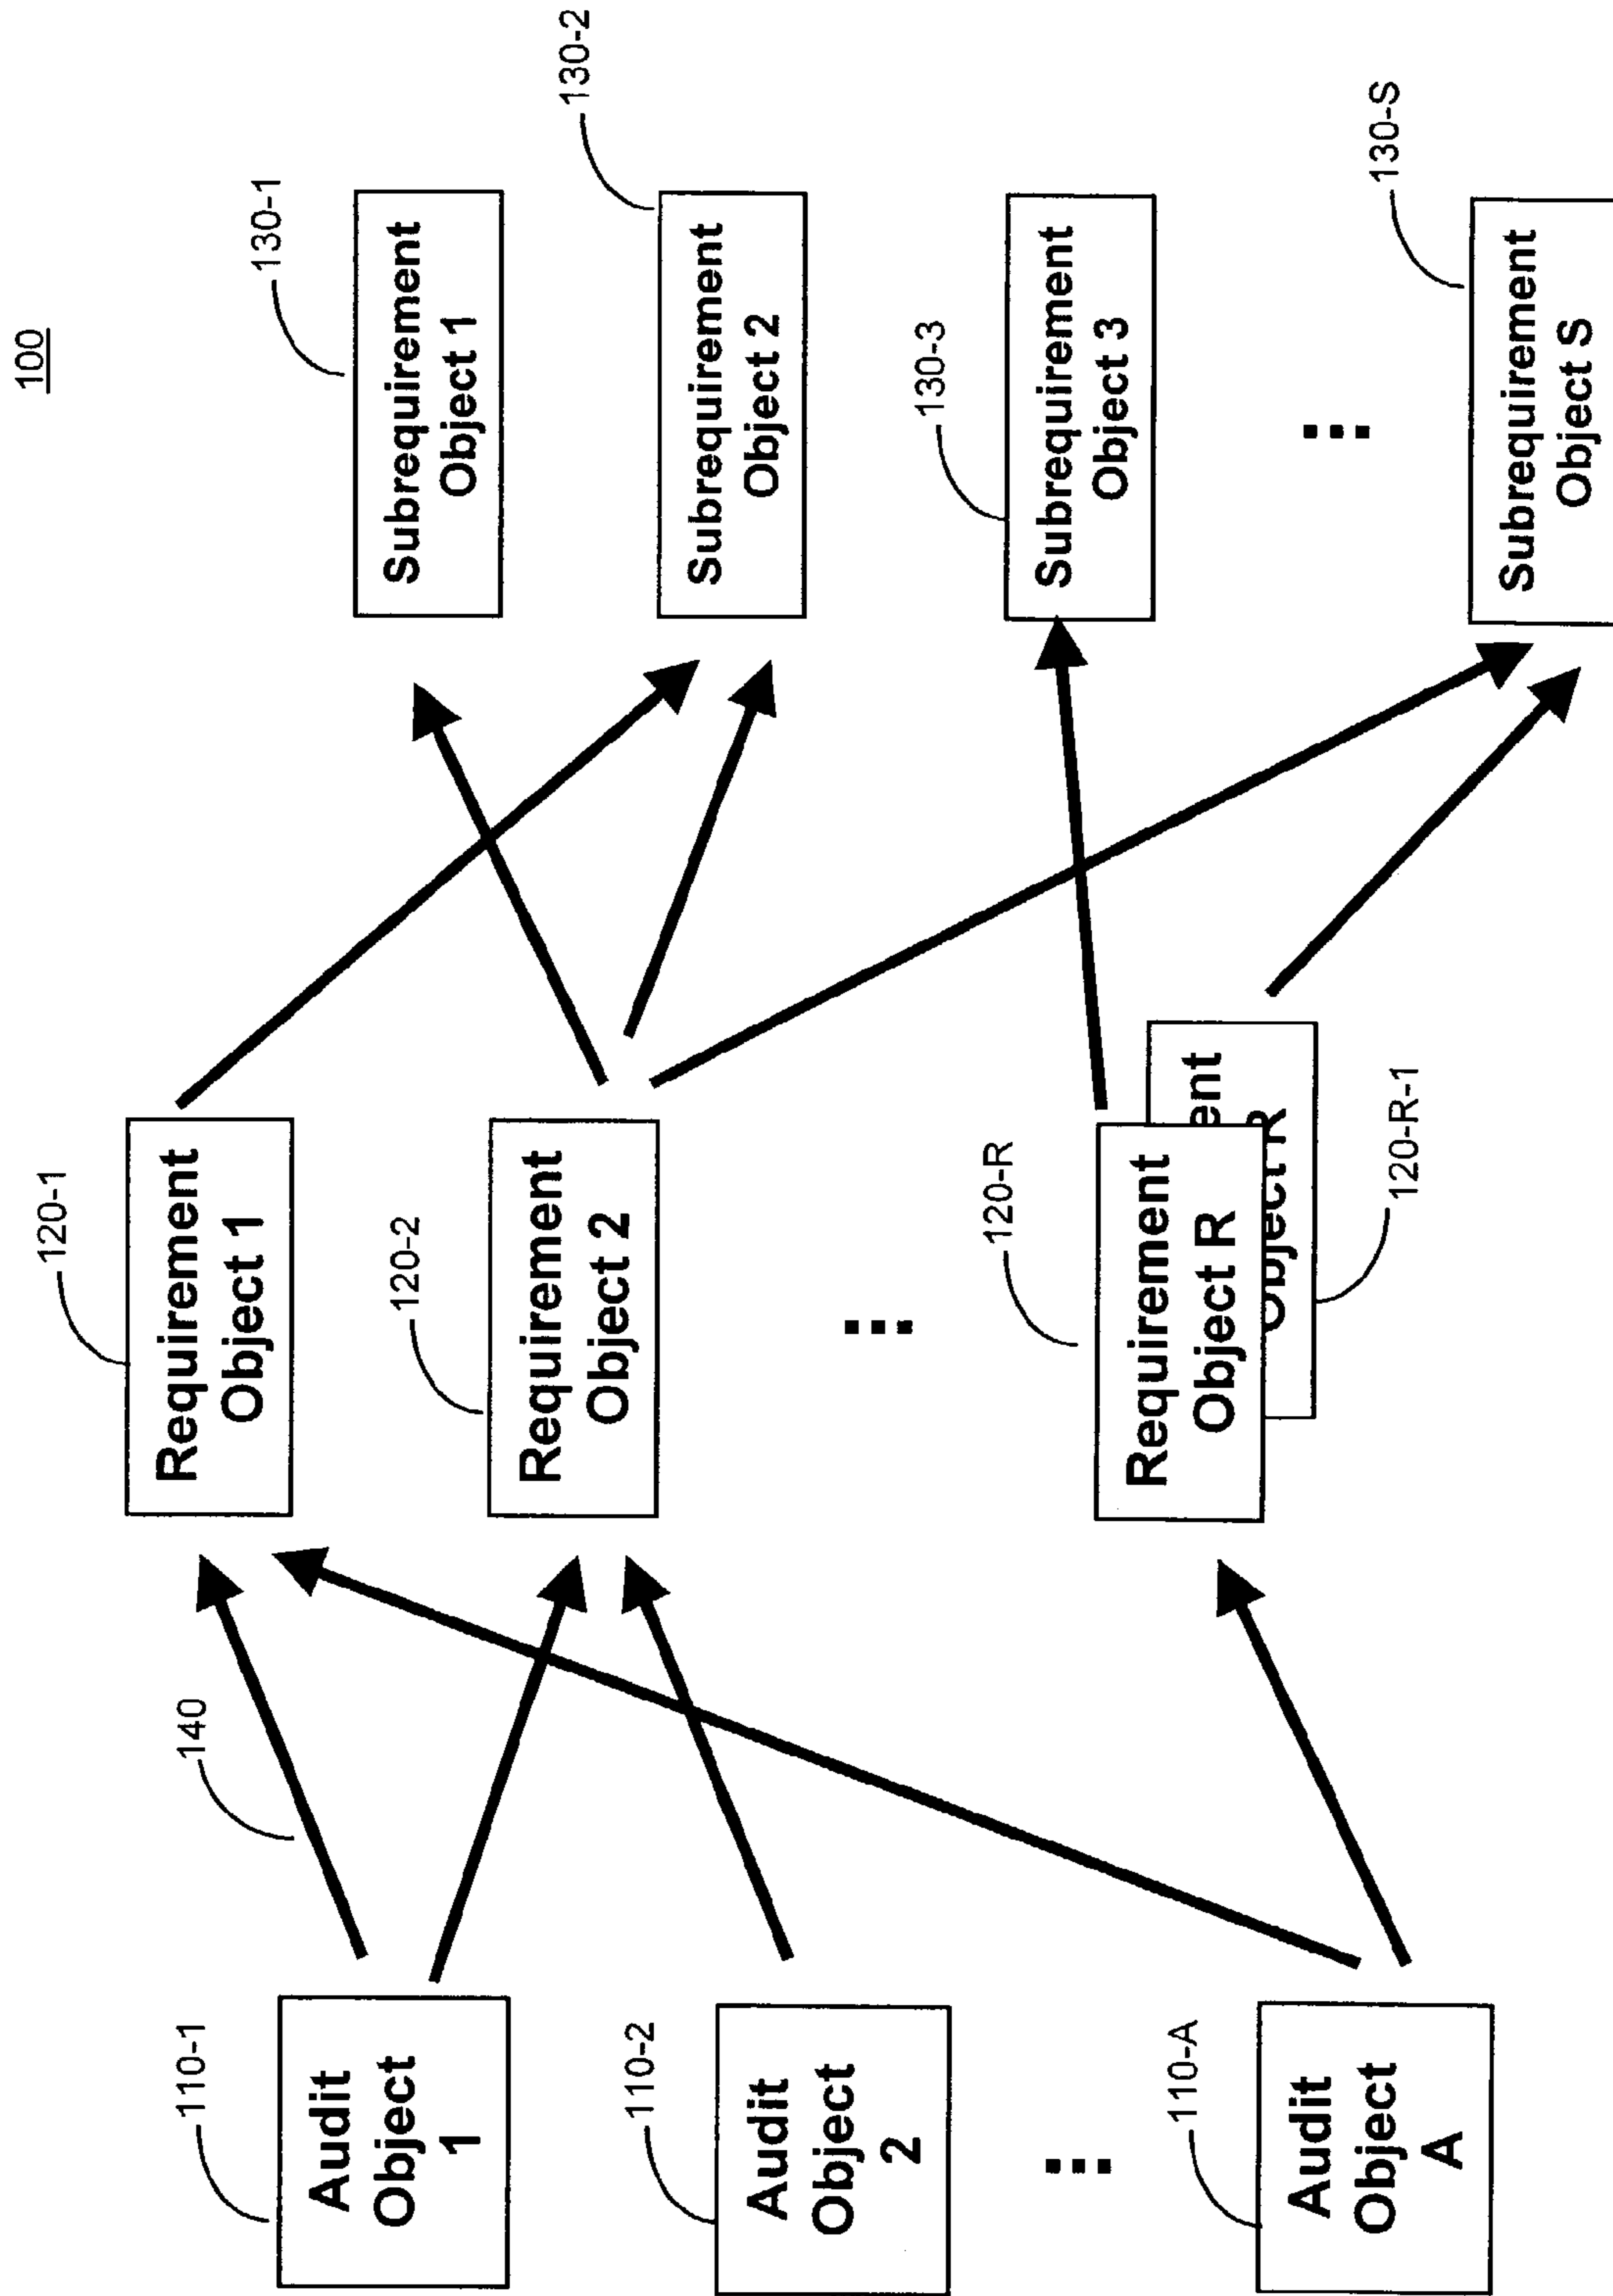 100
110-1
Audit
Object
1
110-2
Audit
Object
2
110-A
Audit
Object
A
140
120-1
Requirement
Object 1
120-2
Requirement
Object 2
120-R
Requirement
Object R
ent
Object R
120-R-1
130-1
Subrequirement
Object 1
130-2
Subrequirement
Object 2
130-3
Subrequirement
Object 3
130-S
Subrequirement
Object S